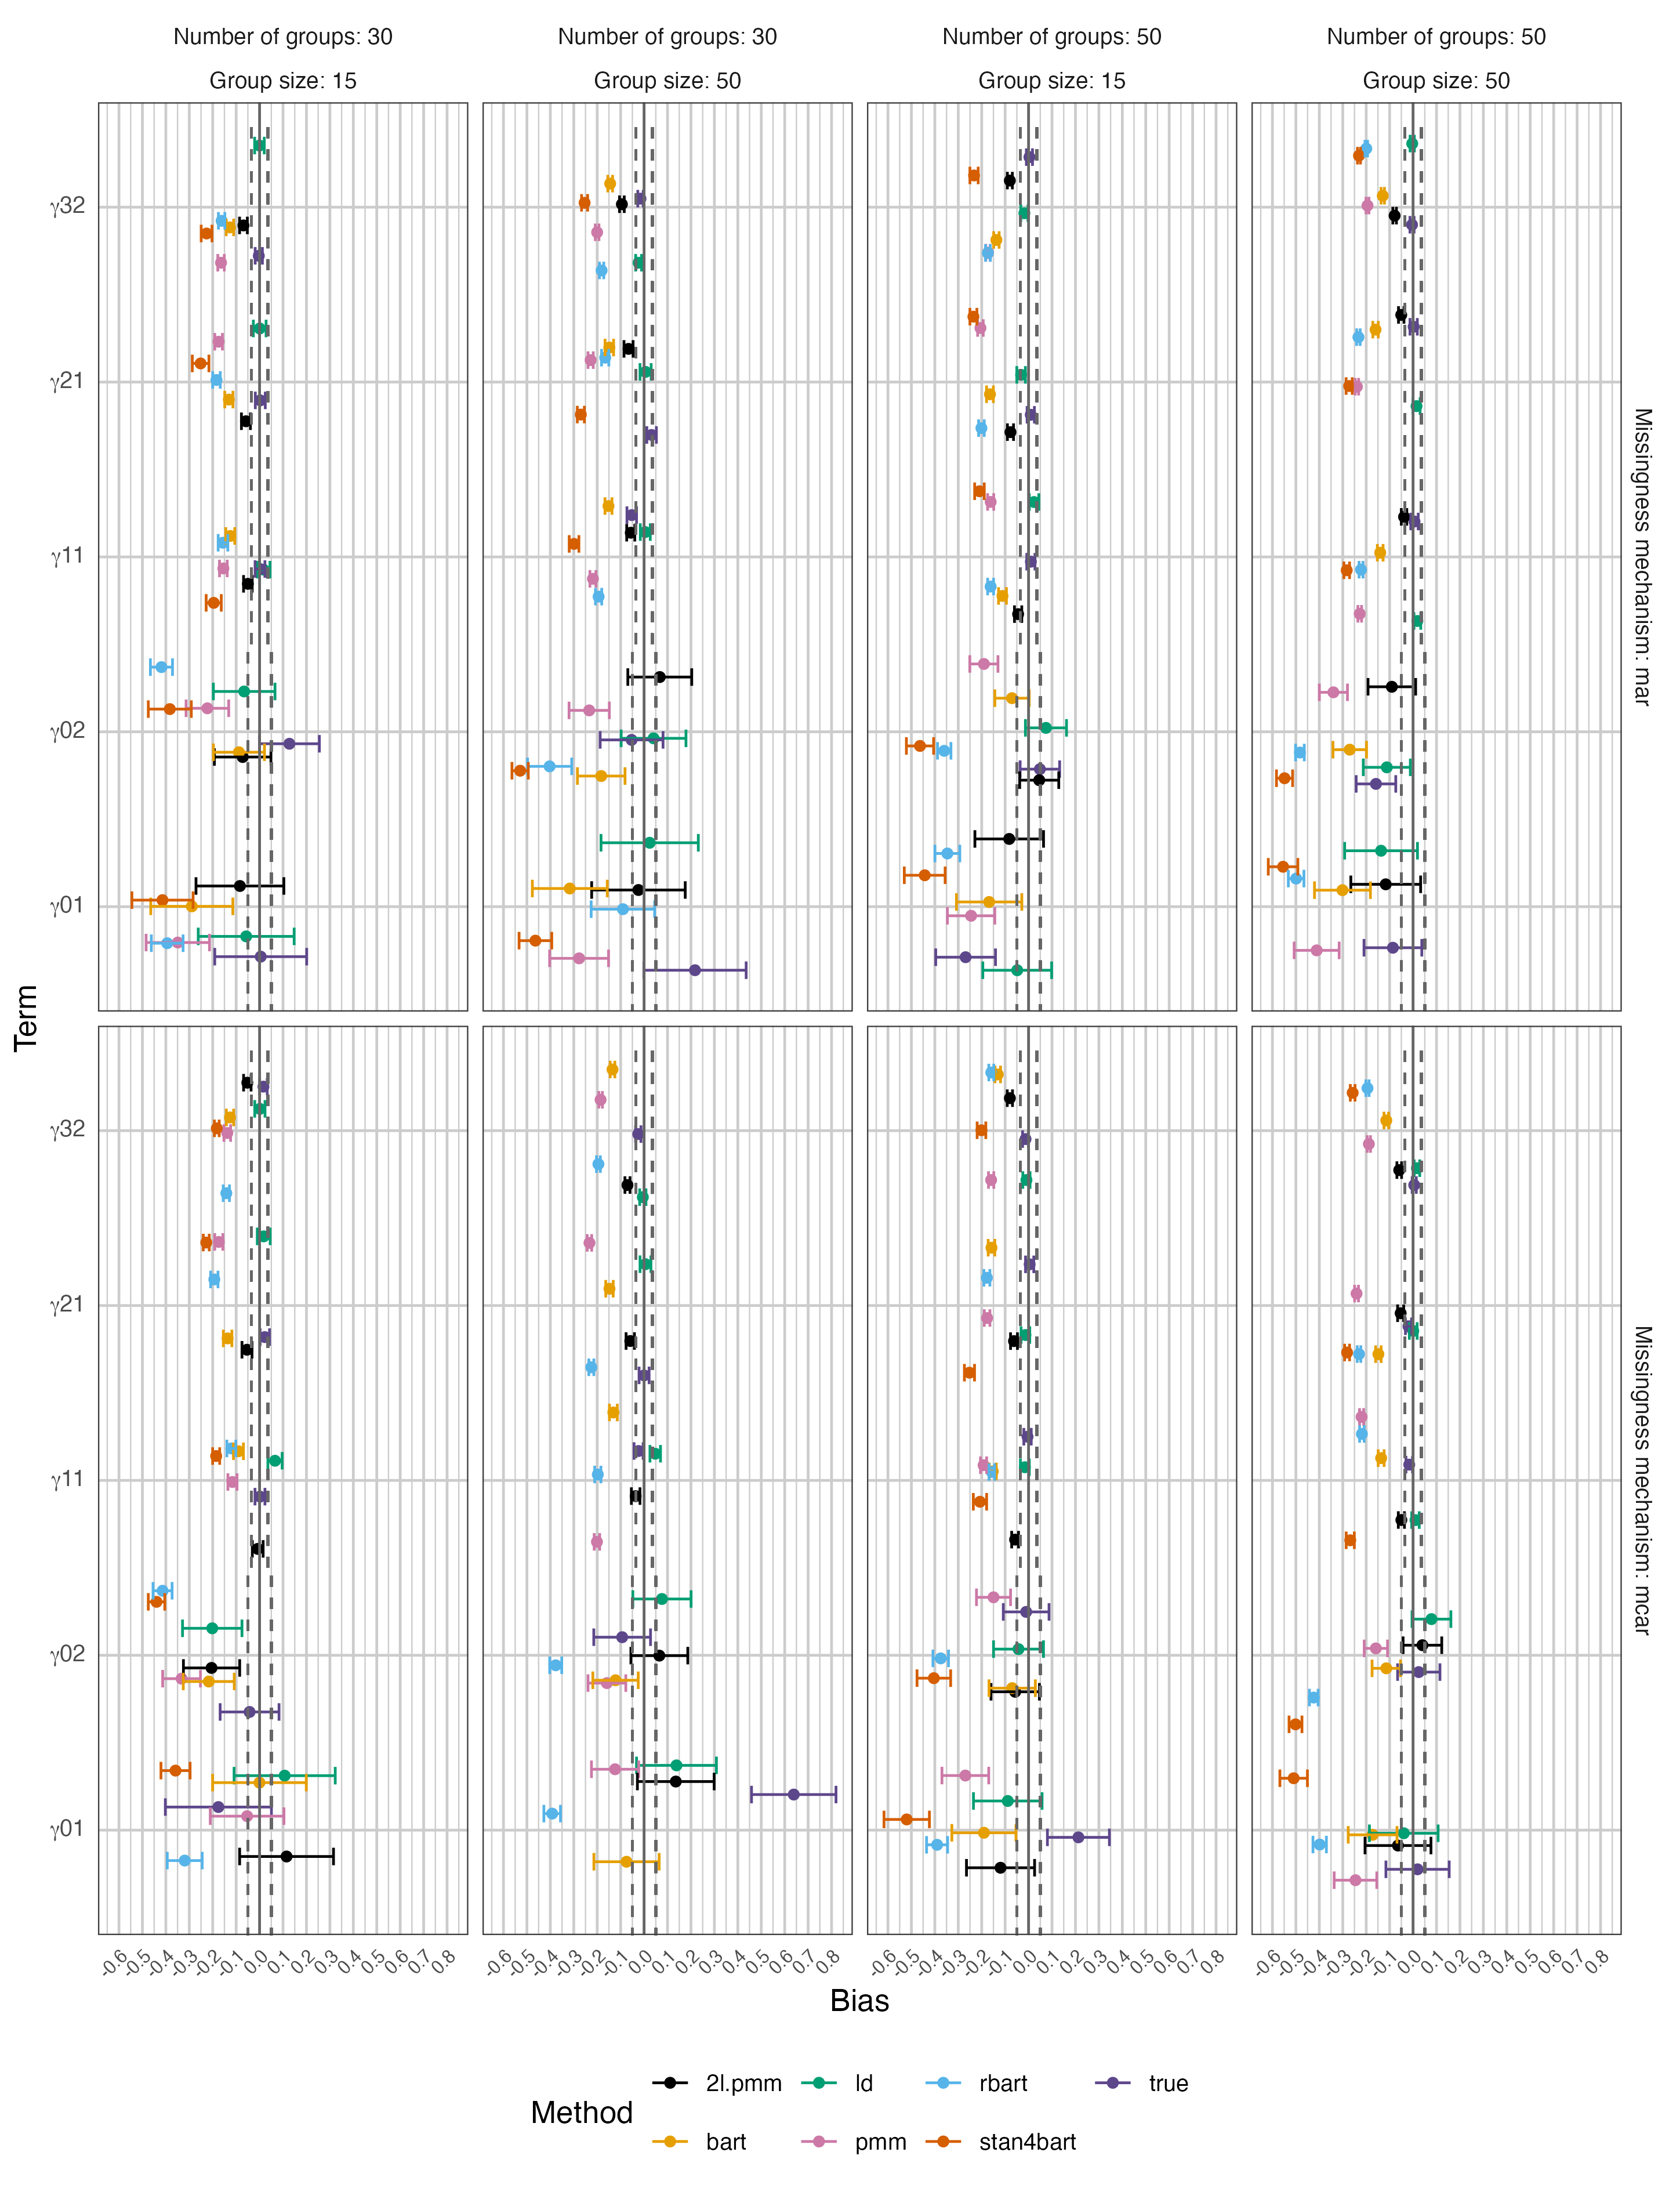 Number of groups: 30 Number of groups: 30 Number of groups: 50 Number of groups: 50
Group size: 15 Group size: 50 Group size: 15 Group size: 50
γ32
γ21
γ11
γ02
γ01
Missingness mechanism: mar
Term
γ32
γ21
γ11
γ02
γ01
Missingness mechanism: mcar
-0.6 -0.5 -0.4 -0.3 -0.2 -0.1 0.0 0.1 0.2 0.3 0.4 0.5 0.6 0.7 0.8 -0.6 -0.5 -0.4 -0.3 -0.2 -0.1 0.0 0.1 0.2 0.3 0.4 0.5 0.6 0.7 0.8 -0.6 -0.5 -0.4 -0.3 -0.2 -0.1 0.0 0.1 0.2 0.3 0.4 0.5 0.6 0.7 0.8 -0.6 -0.5 -0.4 -0.3 -0.2 -0.1 0.0 0.1 0.2 0.3 0.4 0.5 0.6 0.7 0.8
Bias
Method
2l.pmm ld rbart true
bart pmm stan4bart